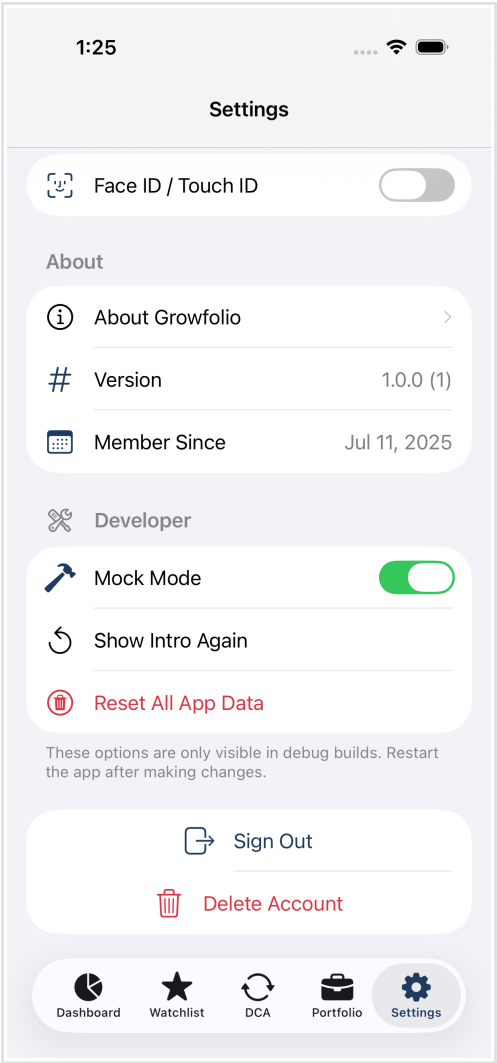 1:25
Settings
Face ID / Touch ID
About
About Growfolio
Version 1.0.0 (1)
Member Since Jul 11, 2025
Developer
Mock Mode
Show Intro Again
Reset All App Data
These options are only visible in debug builds. Restart
the app after making changes.
Sign Out
Delete Account
Dashboard Watchlist DCA Portfolio Settings